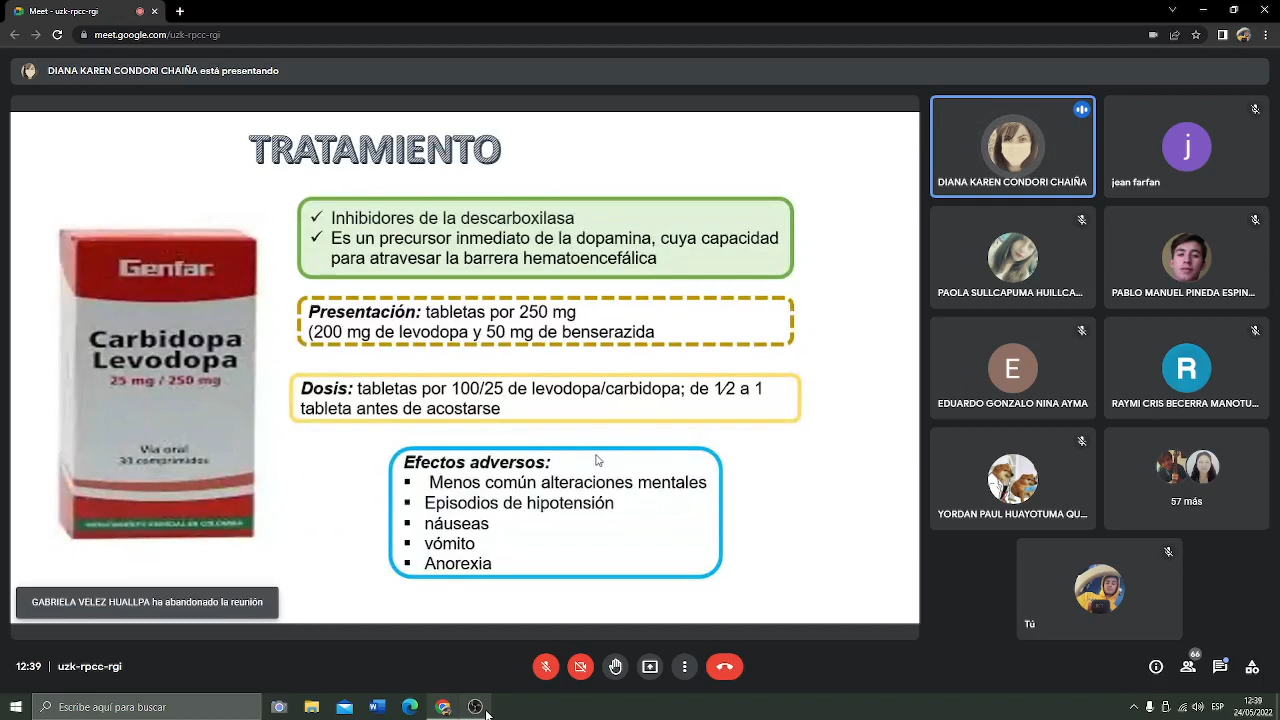 Meet - uzk-rpcc-rgi
meet.google.com/uzk-rpcc-rgi
DIANA KAREN CONDORI CHAIÑA está presentando
TRATAMIENTO
✓ Inhibidores de la descarboxilasa
✓ Es un precursor inmediato de la dopamina, cuya capacidad
para atravesar la barrera hematoencefálica
Genfar
Carbidopa
Levodopa
25 mg / 250 mg
Vía oral
30 comprimidos
MEDICAMENTO ESENCIAL EN COLOMBIA
Presentación: tabletas por 250 mg
(200 mg de levodopa y 50 mg de benserazida
Dosis: tabletas por 100/25 de levodopa/carbidopa; de 1⁄2 a 1
tableta antes de acostarse
Efectos adversos:
▪ Menos común alteraciones mentales
▪ Episodios de hipotensión
▪ náuseas
▪ vómito
▪ Anorexia
GABRIELA VELEZ HUALLPA ha abandonado la reunión
DIANA KAREN CONDORI CHAIÑA
j
jean farfan
PAOLA SULLCAPUMA HUILLCA...
PABLO MANUEL PINEDA ESPIN...
E
EDUARDO GONZALO NINA AYMA
R
RAYMI CRIS BECERRA MANOTU...
YORDAN PAUL HUAYOTUMA QU...
57 más
Tú
12:39 | uzk-rpcc-rgi
66
Escribe aquí para buscar
ESP
12:39
24/05/2022